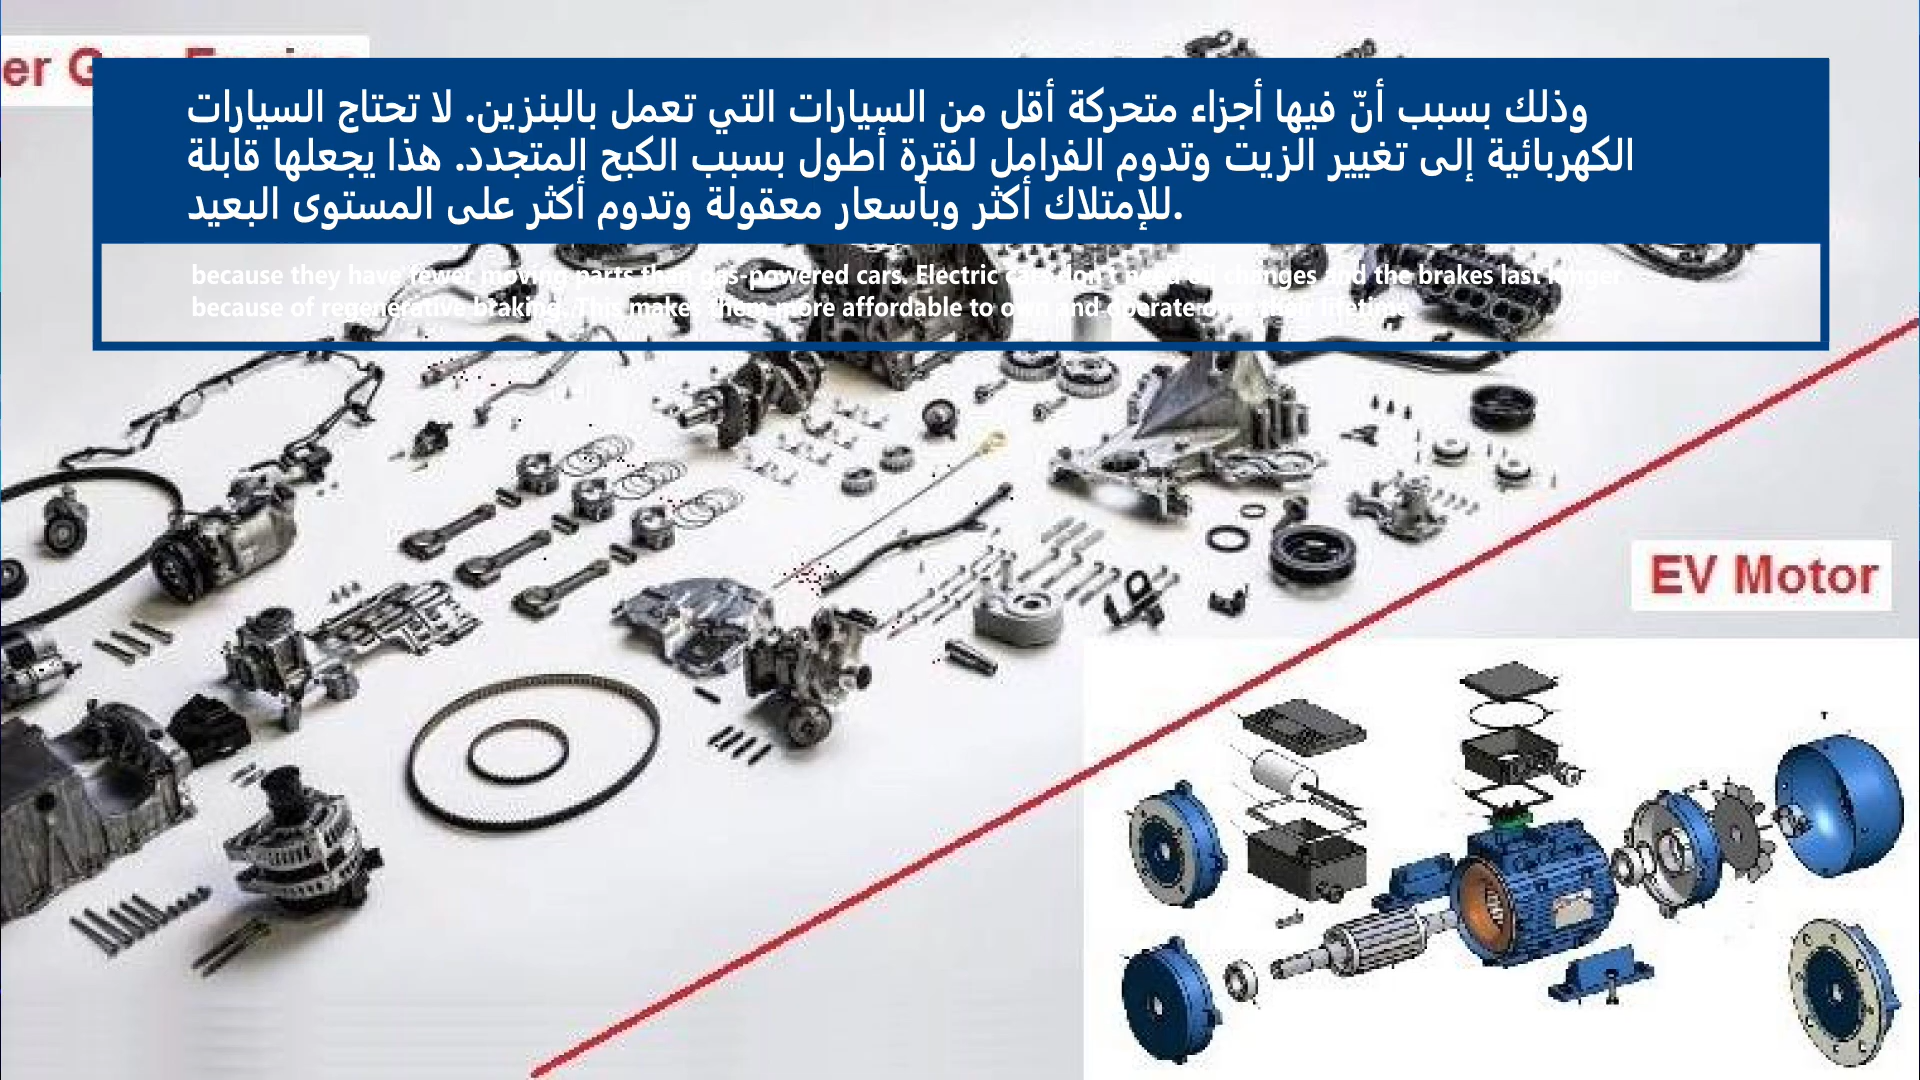 er Gas Engine
وذلك بسبب أنّ فيها أجزاء متحركة أقل من السيارات التي تعمل بالبنزين. لا تحتاج السيارات
الكهربائية إلى تغيير الزيت وتدوم الفرامل لفترة أطول بسبب الكبح المتجدد. هذا يجعلها قابلة
للإمتلاك أكثر وبأسعار معقولة وتدوم أكثر على المستوى البعيد.
because they have fewer moving parts than gas-powered cars. Electric cars don't need oil changes and the brakes last longer
because of regenerative braking. This makes them more affordable to own and operate over their lifetime.
EV Motor